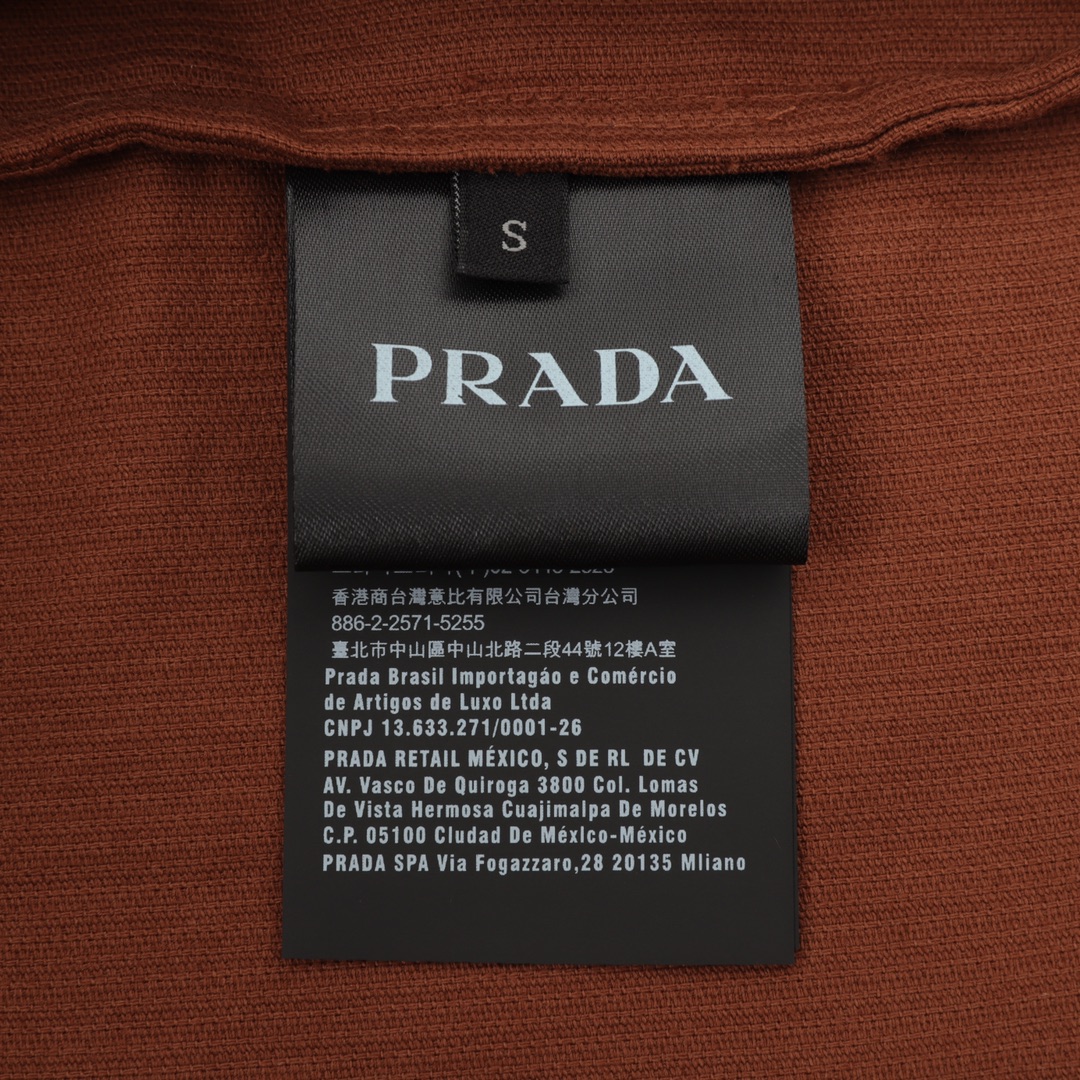 S
PRADA
香港商台灣意比有限公司台灣分公司
886-2-2571-5255
臺北市中山區中山北路二段44號12樓A室
Prada Brasil Importagáo e Comércio
de Artigos de Luxo Ltda
CNPJ 13.633.271/0001-26
PRADA RETAIL MÉXICO, S DE RL DE CV
AV. Vasco De Quiroga 3800 Col. Lomas
De Vista Hermosa Cuajimalpa De Morelos
C.P. 05100 Cludad De Méxlco-México
PRADA SPA Via Fogazzaro,28 20135 Mliano